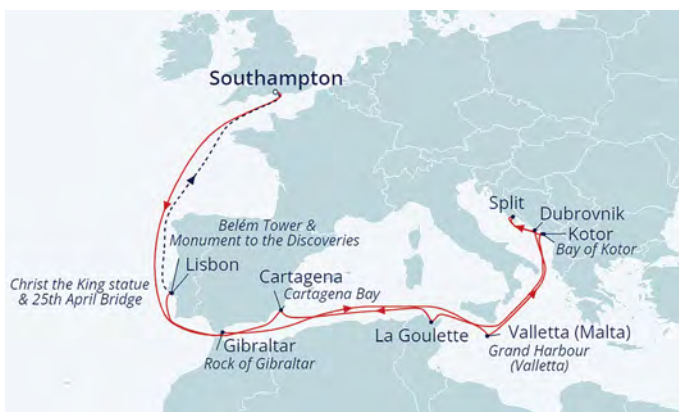 Southampton
Belém Tower &
Monument to the Discoveries
Christ the King statue
& 25th April Bridge
Lisbon
Cartagena
Cartagena Bay
Gibraltar
Rock of Gibraltar
La Goulette
Split
Dubrovnik
Kotor
Bay of Kotor
Valletta (Malta)
Grand Harbour
(Valletta)